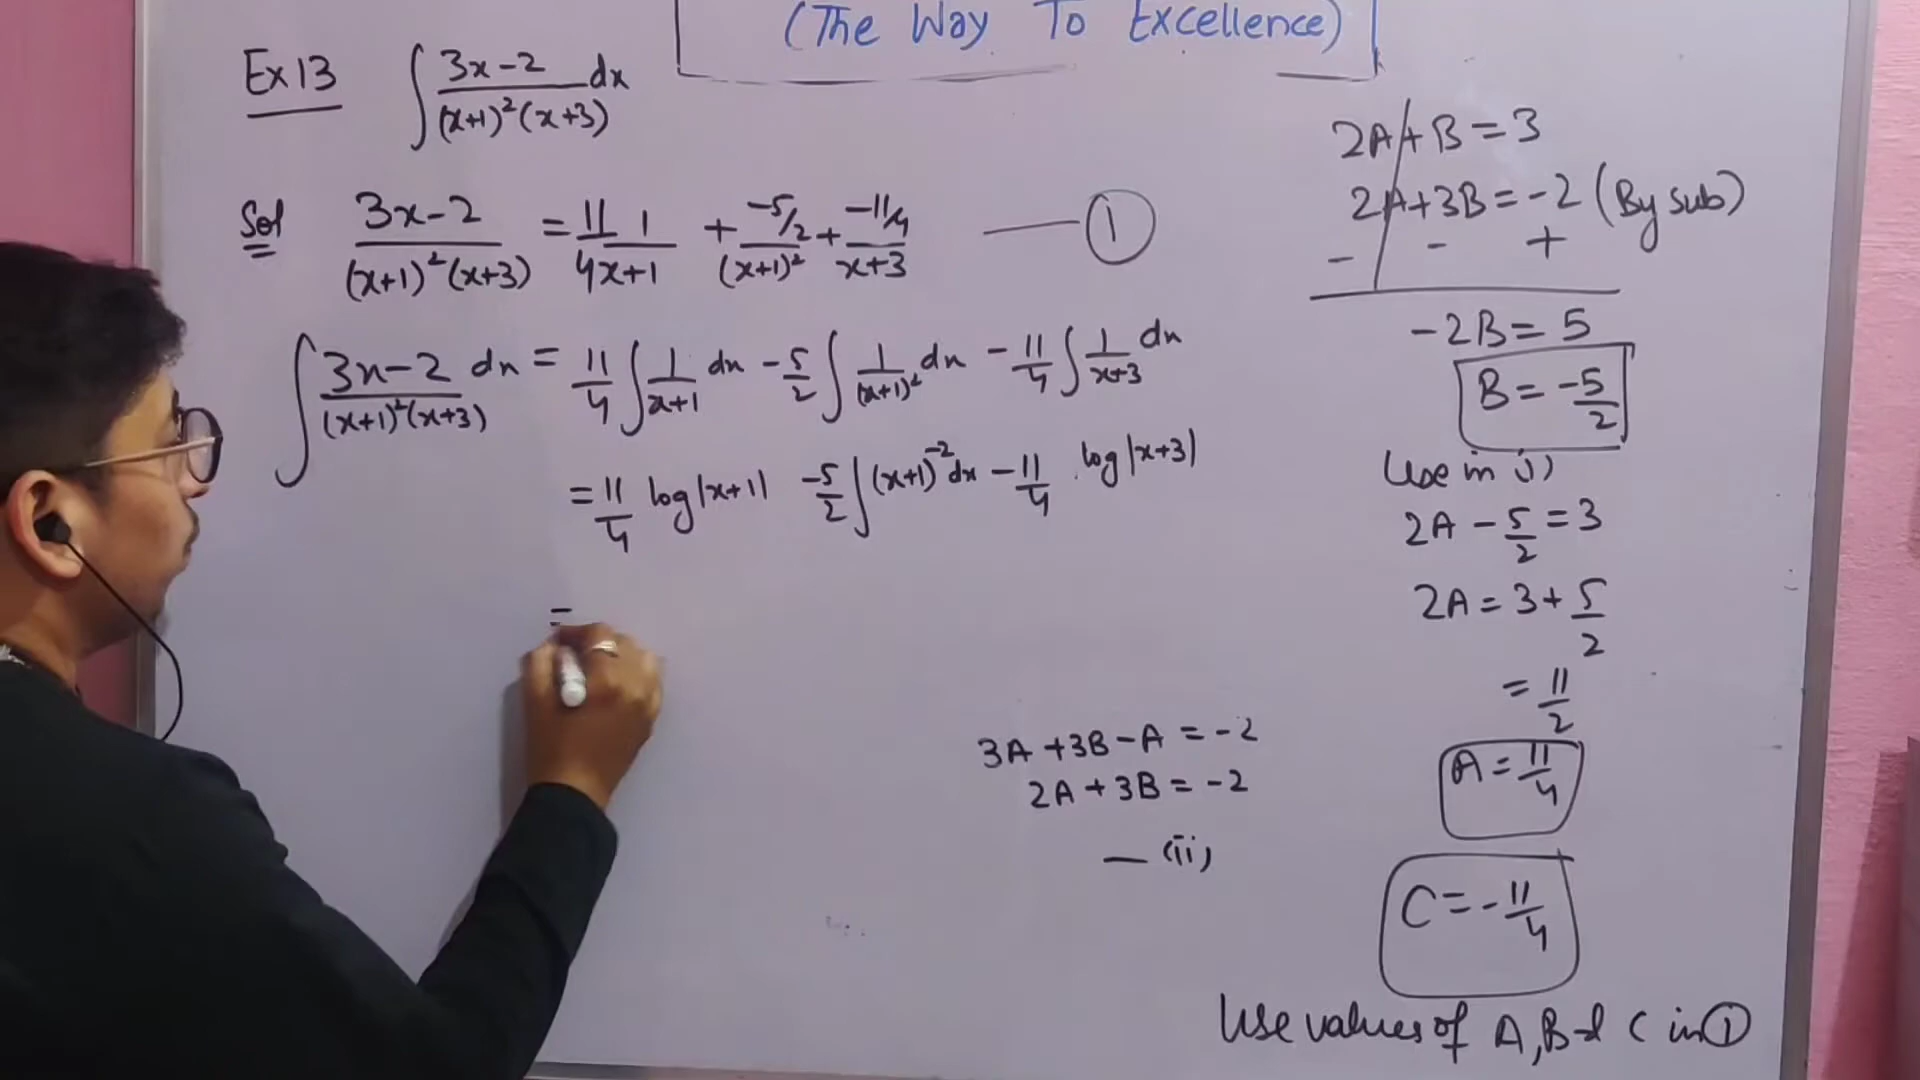 (The Way To Excellence)
Ex 13 ∫ 3x-2 / (x+1)²(x+3) dx
Sol 3x-2 / (x+1)²(x+3) = 11/4 1/x+1 + -5/2 / (x+1)² + -11/4 / x+3 — ①
∫ 3x-2 / (x+1)²(x+3) dx = 11/4 ∫ 1/x+1 dx - 5/2 ∫ 1/(x+1)² dx - 11/4 ∫ 1/x+3 dx
= 11/4 log|x+1| -5/2 ∫ (x+1)⁻² dx - 11/4 . log|x+3|
=
3A + 3B - A = -2
2A + 3B = -2
— (ii)
2A + B = 3
2A + 3B = -2 (By sub)
- - +
-2B = 5
B = -5/2
Use in i)
2A - 5/2 = 3
2A = 3 + 5/2
= 11/2
A = 11/4
C = -11/4
Use values of A, B & C in ①